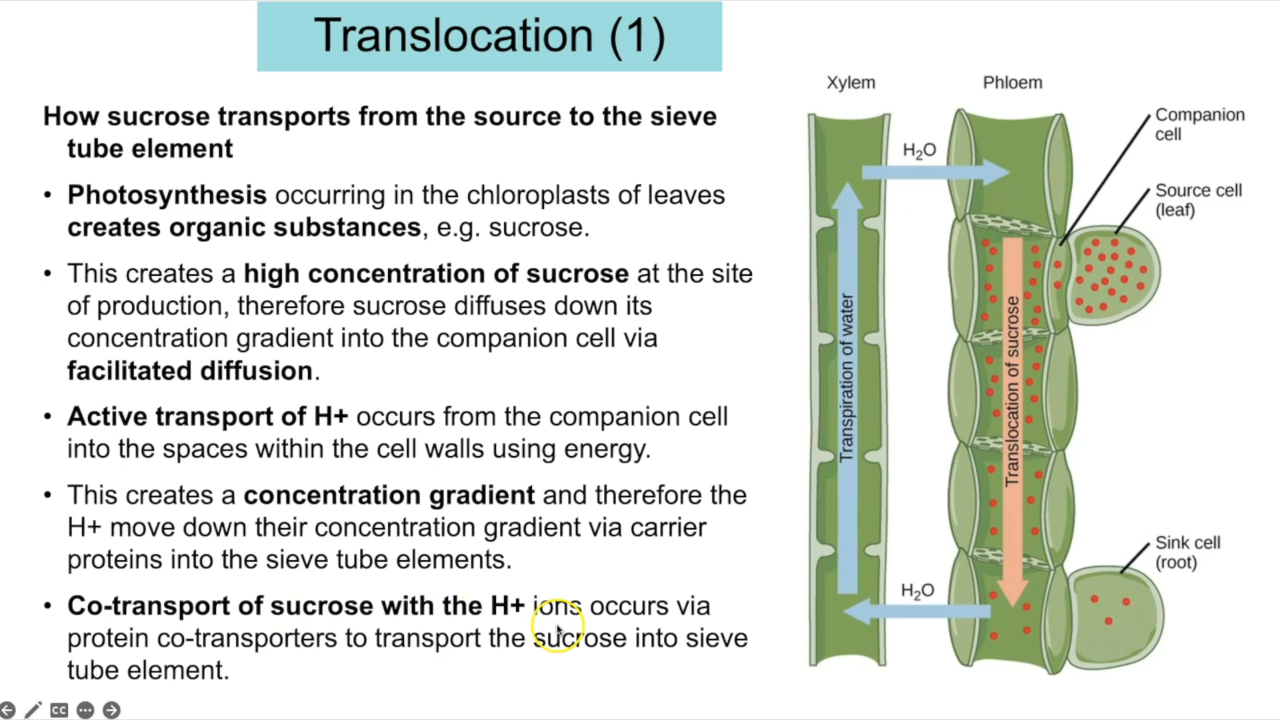 Translocation (1)
How sucrose transports from the source to the sieve
tube element
• Photosynthesis occurring in the chloroplasts of leaves
creates organic substances, e.g. sucrose.
• This creates a high concentration of sucrose at the site
of production, therefore sucrose diffuses down its
concentration gradient into the companion cell via
facilitated diffusion.
• Active transport of H+ occurs from the companion cell
into the spaces within the cell walls using energy.
• This creates a concentration gradient and therefore the
H+ move down their concentration gradient via carrier
proteins into the sieve tube elements.
• Co-transport of sucrose with the H+ ions occurs via
protein co-transporters to transport the sucrose into sieve
tube element.
Xylem
Phloem
H₂O
Companion
cell
Source cell
(leaf)
Transpiration of water
Translocation of sucrose
Sink cell
(root)
H₂O
CC